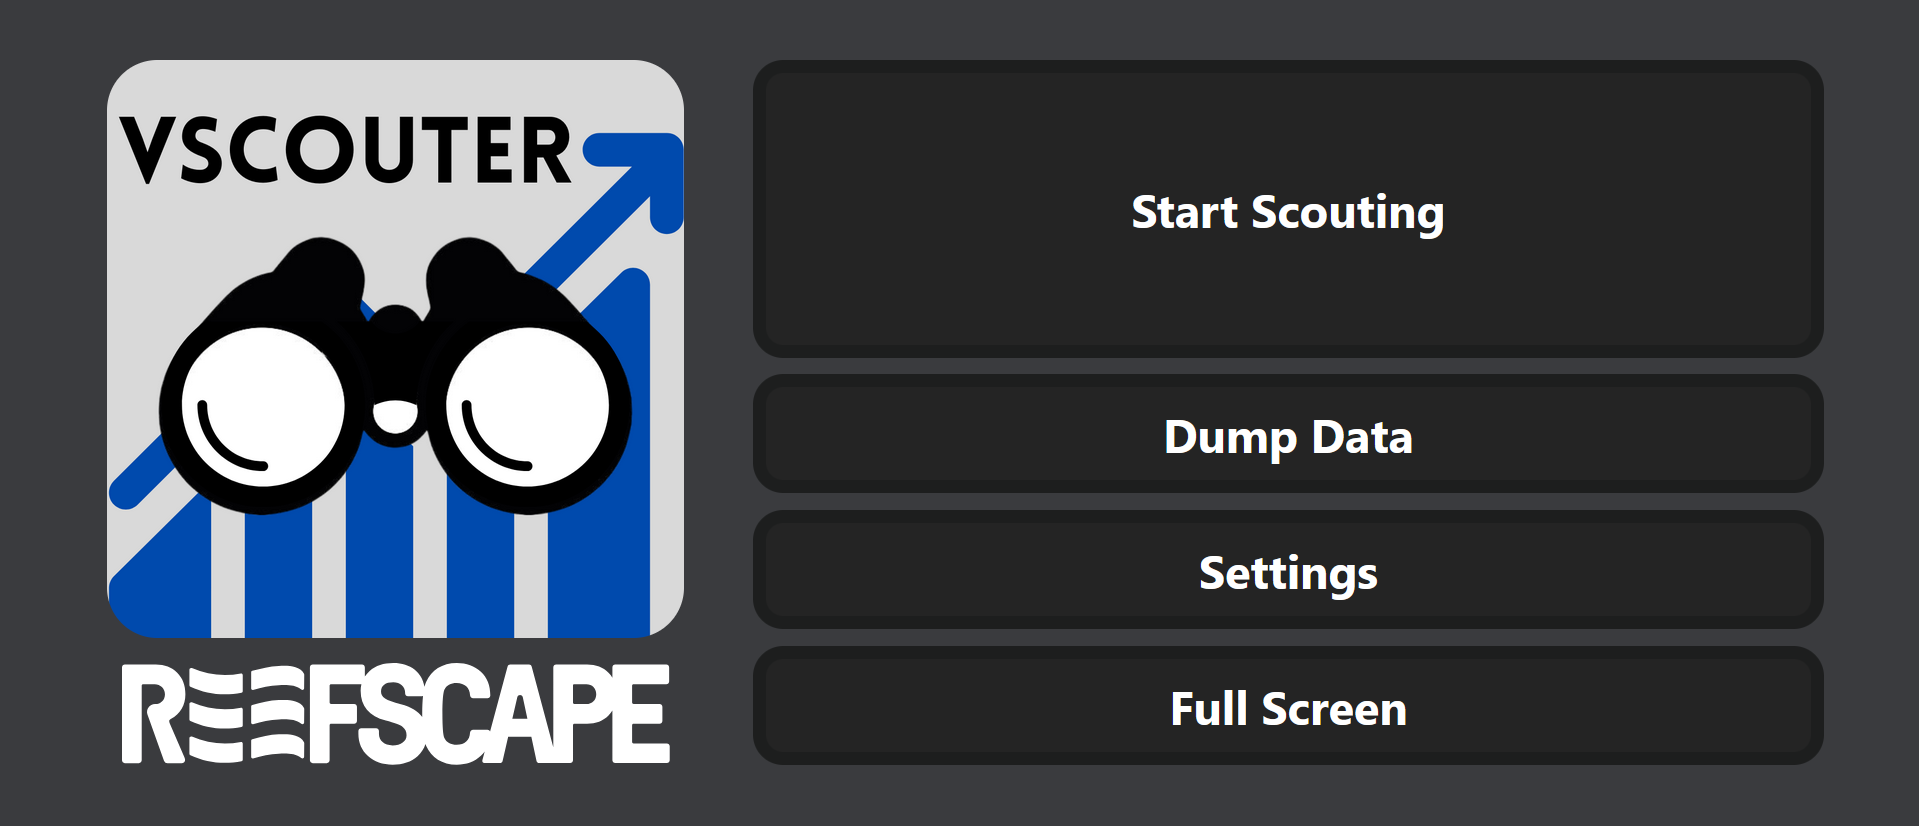 VSCOUTER
REEFSCAPE
Start Scouting
Dump Data
Settings
Full Screen